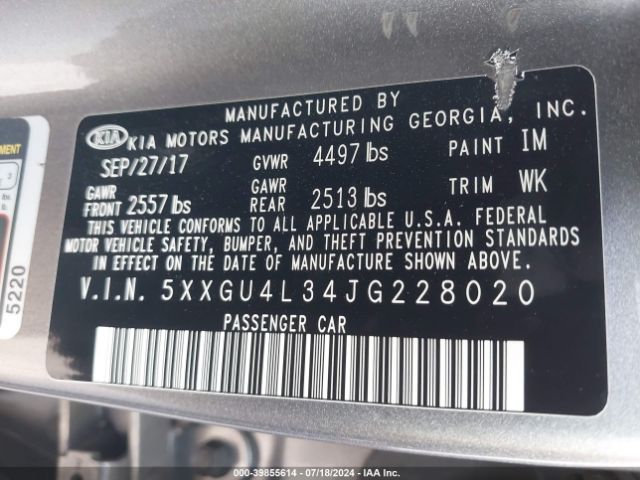 MANUFACTURED BY
KIA KIA MOTORS MANUFACTURING GEORGIA, INC.
SEP/27/17 GVWR 4497 lbs PAINT IM
GAWR FRONT 2557 lbs GAWR REAR 2513 lbs TRIM WK
THIS VEHICLE CONFORMS TO ALL APPLICABLE U.S.A. FEDERAL
MOTOR VEHICLE SAFETY, BUMPER, AND THEFT PREVENTION STANDARDS
IN EFFECT ON THE DATE OF MANUFACTURE SHOWN ABOVE.
V.I.N. 5XXGU4L34JG228020
PASSENGER CAR
5220
000-39855614 / 07/18/2024 / IAA Inc.